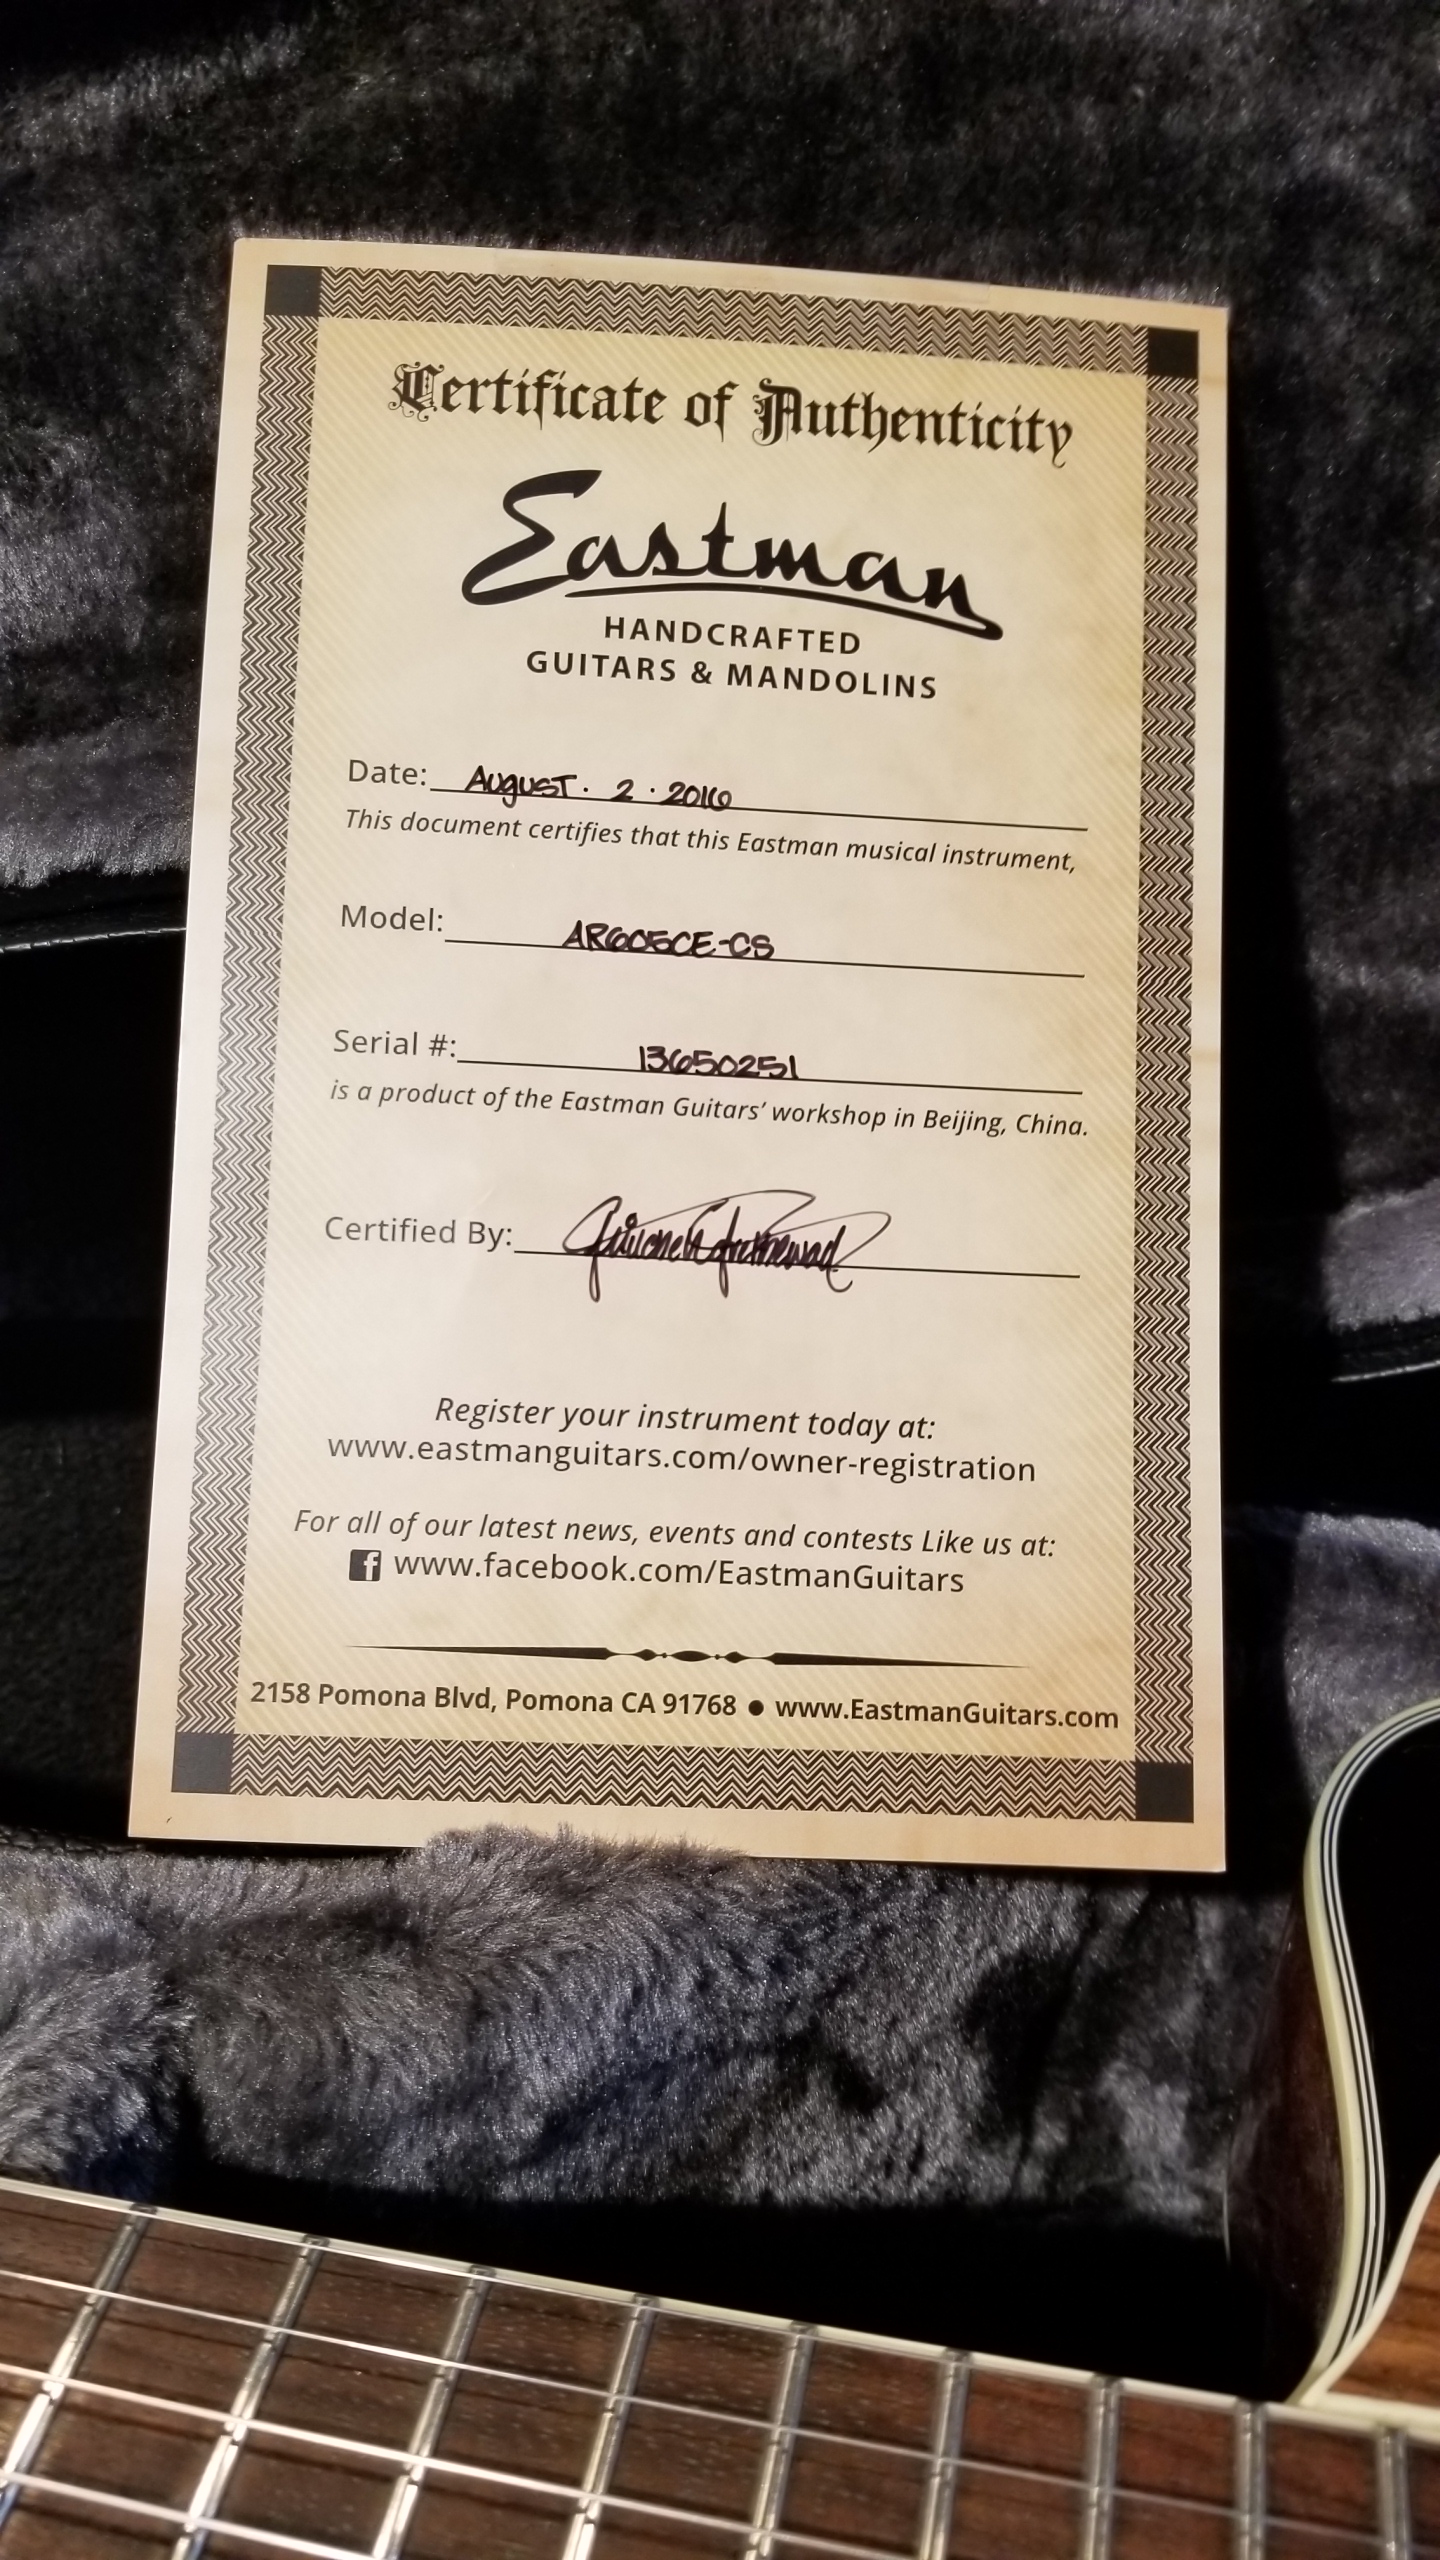 Certificate of Authenticity
Eastman
HANDCRAFTED
GUITARS & MANDOLINS
Date: AUGUST. 2 . 2016
This document certifies that this Eastman musical instrument,
Model: AR605CE-CS
Serial #: 13650251
is a product of the Eastman Guitars' workshop in Beijing, China.
Certified By:
Register your instrument today at:
www.eastmanguitars.com/owner-registration
For all of our latest news, events and contests Like us at:
f www.facebook.com/EastmanGuitars
2158 Pomona Blvd, Pomona CA 91768 ● www.EastmanGuitars.com